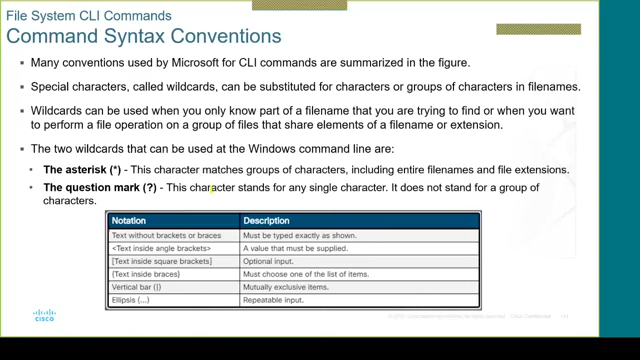 File System CLI Commands
Command Syntax Conventions
▪ Many conventions used by Microsoft for CLI commands are summarized in the figure.
▪ Special characters, called wildcards, can be substituted for characters or groups of characters in filenames.
▪ Wildcards can be used when you only know part of a filename that you are trying to find or when you want
to perform a file operation on a group of files that share elements of a filename or extension.
▪ The two wildcards that can be used at the Windows command line are:
• The asterisk (*) - This character matches groups of characters, including entire filenames and file extensions.
• The question mark (?) - This character stands for any single character. It does not stand for a group of
characters.
Notation Description
Text without brackets or braces Must be typed exactly as shown.
<Text inside angle brackets> A value that must be supplied.
[Text inside square brackets] Optional input.
{Text inside braces} Must choose one of the list of items.
Vertical bar (|) Mutually exclusive items.
Ellipsis (...) Repeatable input.
CISCO
Cisco Confidential